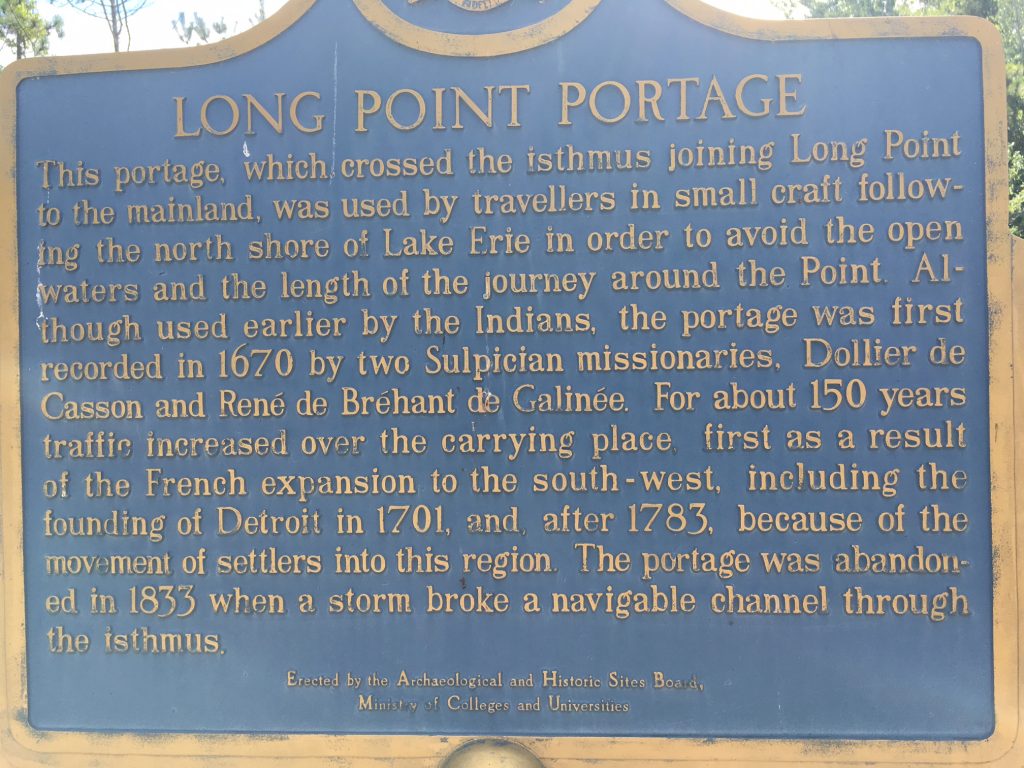 LONG POINT PORTAGE
This portage, which crossed the isthmus joining Long Point
to the mainland, was used by travellers in small craft follow-
ing the north shore of Lake Erie in order to avoid the open
waters and the length of the journey around the Point. Al-
though used earlier by the Indians, the portage was first
recorded in 1670 by two Sulpician missionaries, Dollier de
Casson and René de Bréhant de Galinée. For about 150 years
traffic increased over the carrying place, first as a result
of the French expansion to the south-west, including the
founding of Detroit in 1701, and, after 1783, because of the
movement of settlers into this region. The portage was abandon-
ed in 1833 when a storm broke a navigable channel through
the isthmus.
Erected by the Archaeological and Historic Sites Board,
Ministry of Colleges and Universities